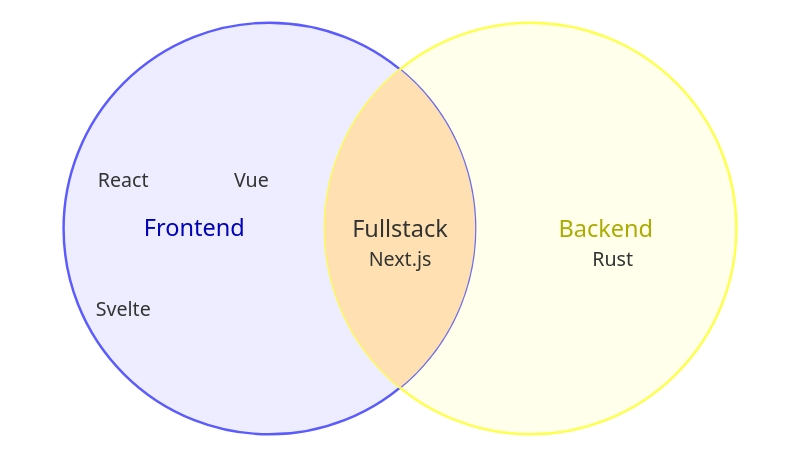 React
Vue
Frontend
Svelte
Fullstack
Next.js
Backend
Rust